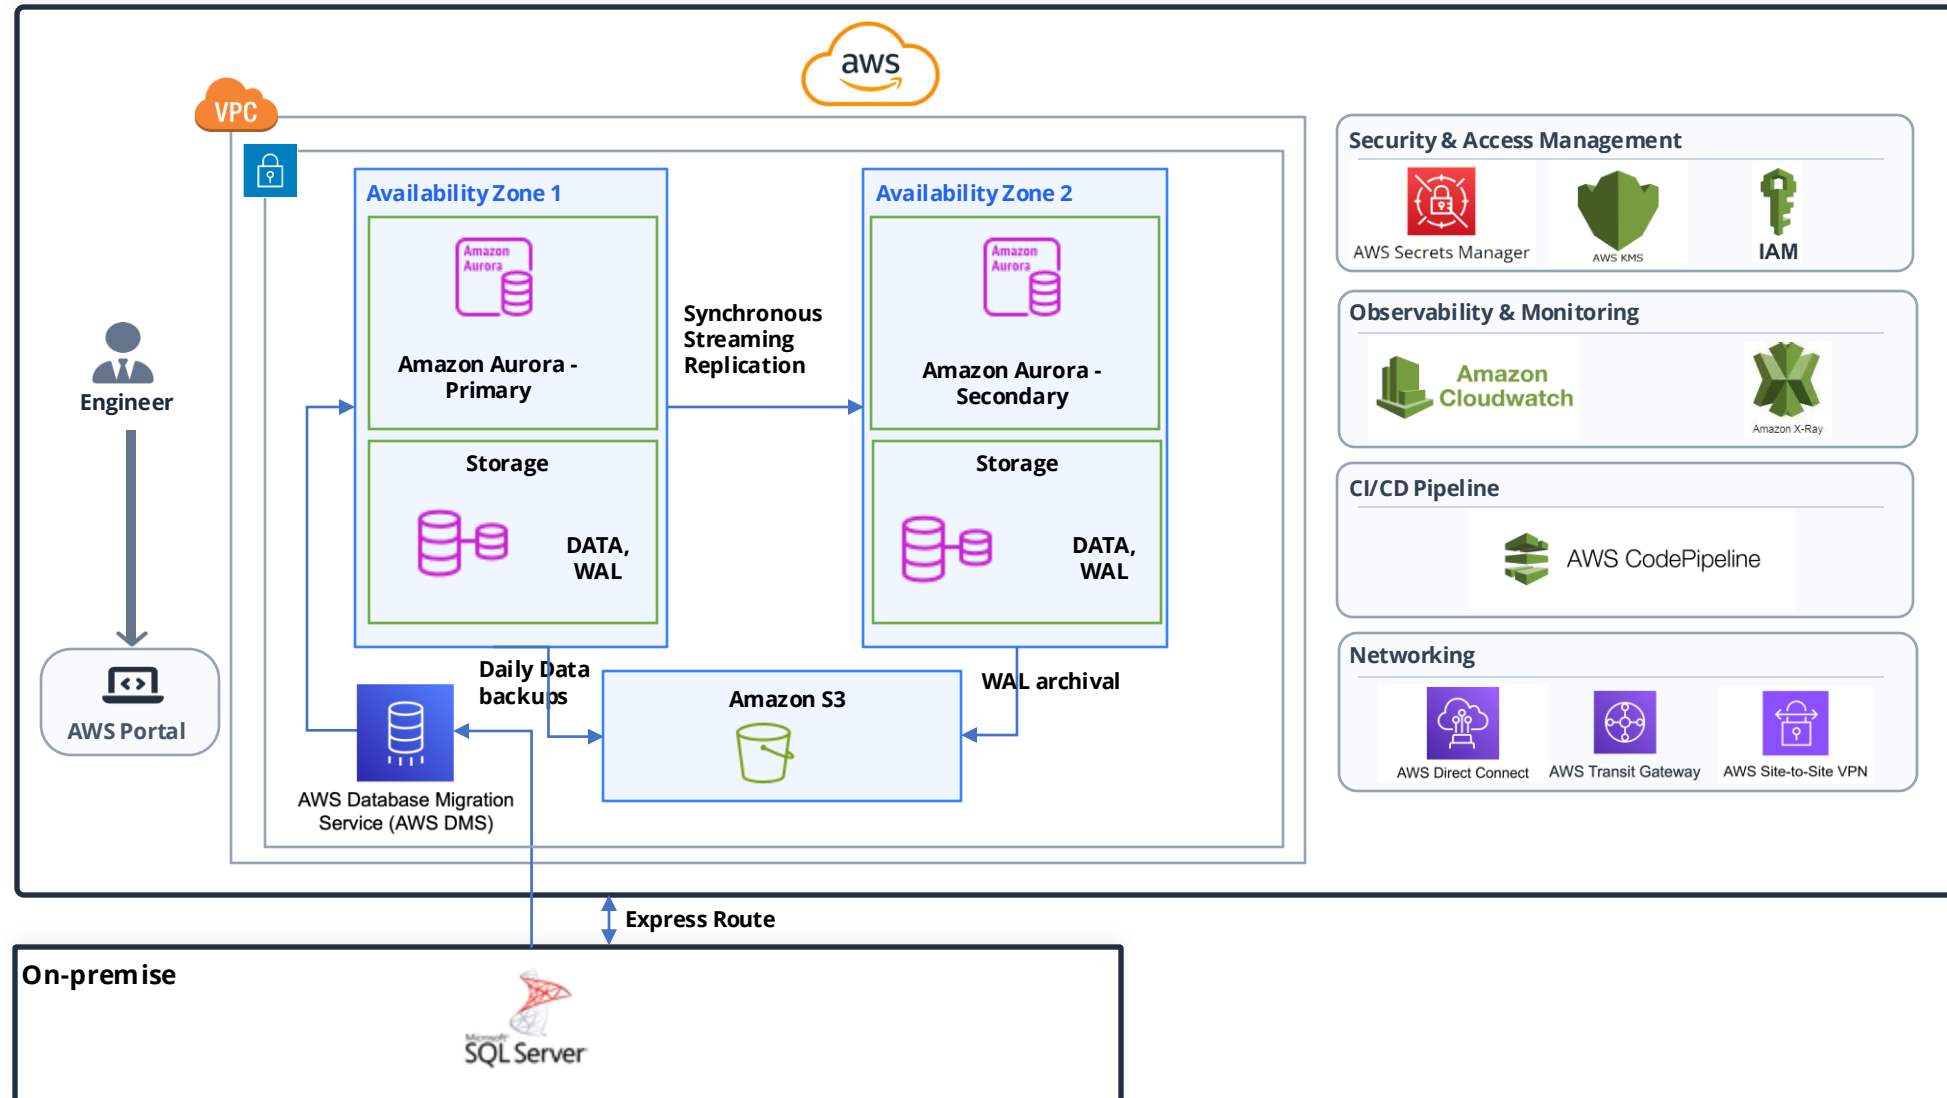 aws
VPC
Availability Zone 1
Amazon
Aurora
Amazon Aurora -
Primary
Storage
DATA,
WAL
Synchronous
Streaming
Replication
Availability Zone 2
Amazon
Aurora
Amazon Aurora -
Secondary
Storage
DATA,
WAL
Engineer
AWS Portal
Daily Data
backups
Amazon S3
WAL archival
AWS Database Migration
Service (AWS DMS)
Security & Access Management
AWS Secrets Manager
AWS KMS
IAM
Observability & Monitoring
Amazon
Cloudwatch
Amazon X-Ray
CI/CD Pipeline
AWS CodePipeline
Networking
AWS Direct Connect
AWS Transit Gateway
AWS Site-to-Site VPN
Express Route
On-premise
Microsoft
SQL Server